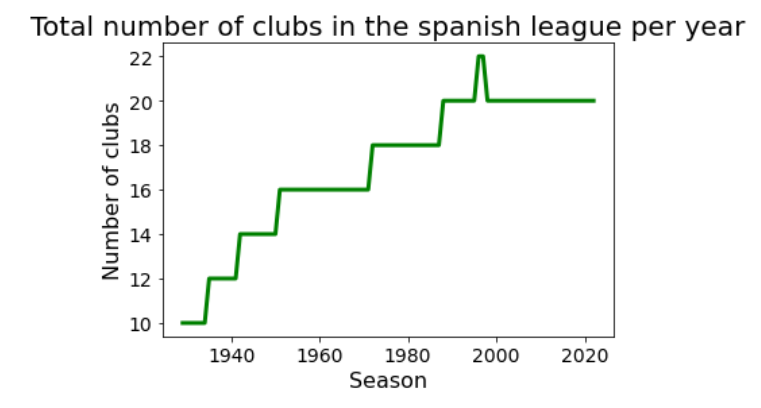 Total number of clubs in the spanish league per year
22
20
18
16
14
12
10
Number of clubs
1940 1960 1980 2000 2020
Season